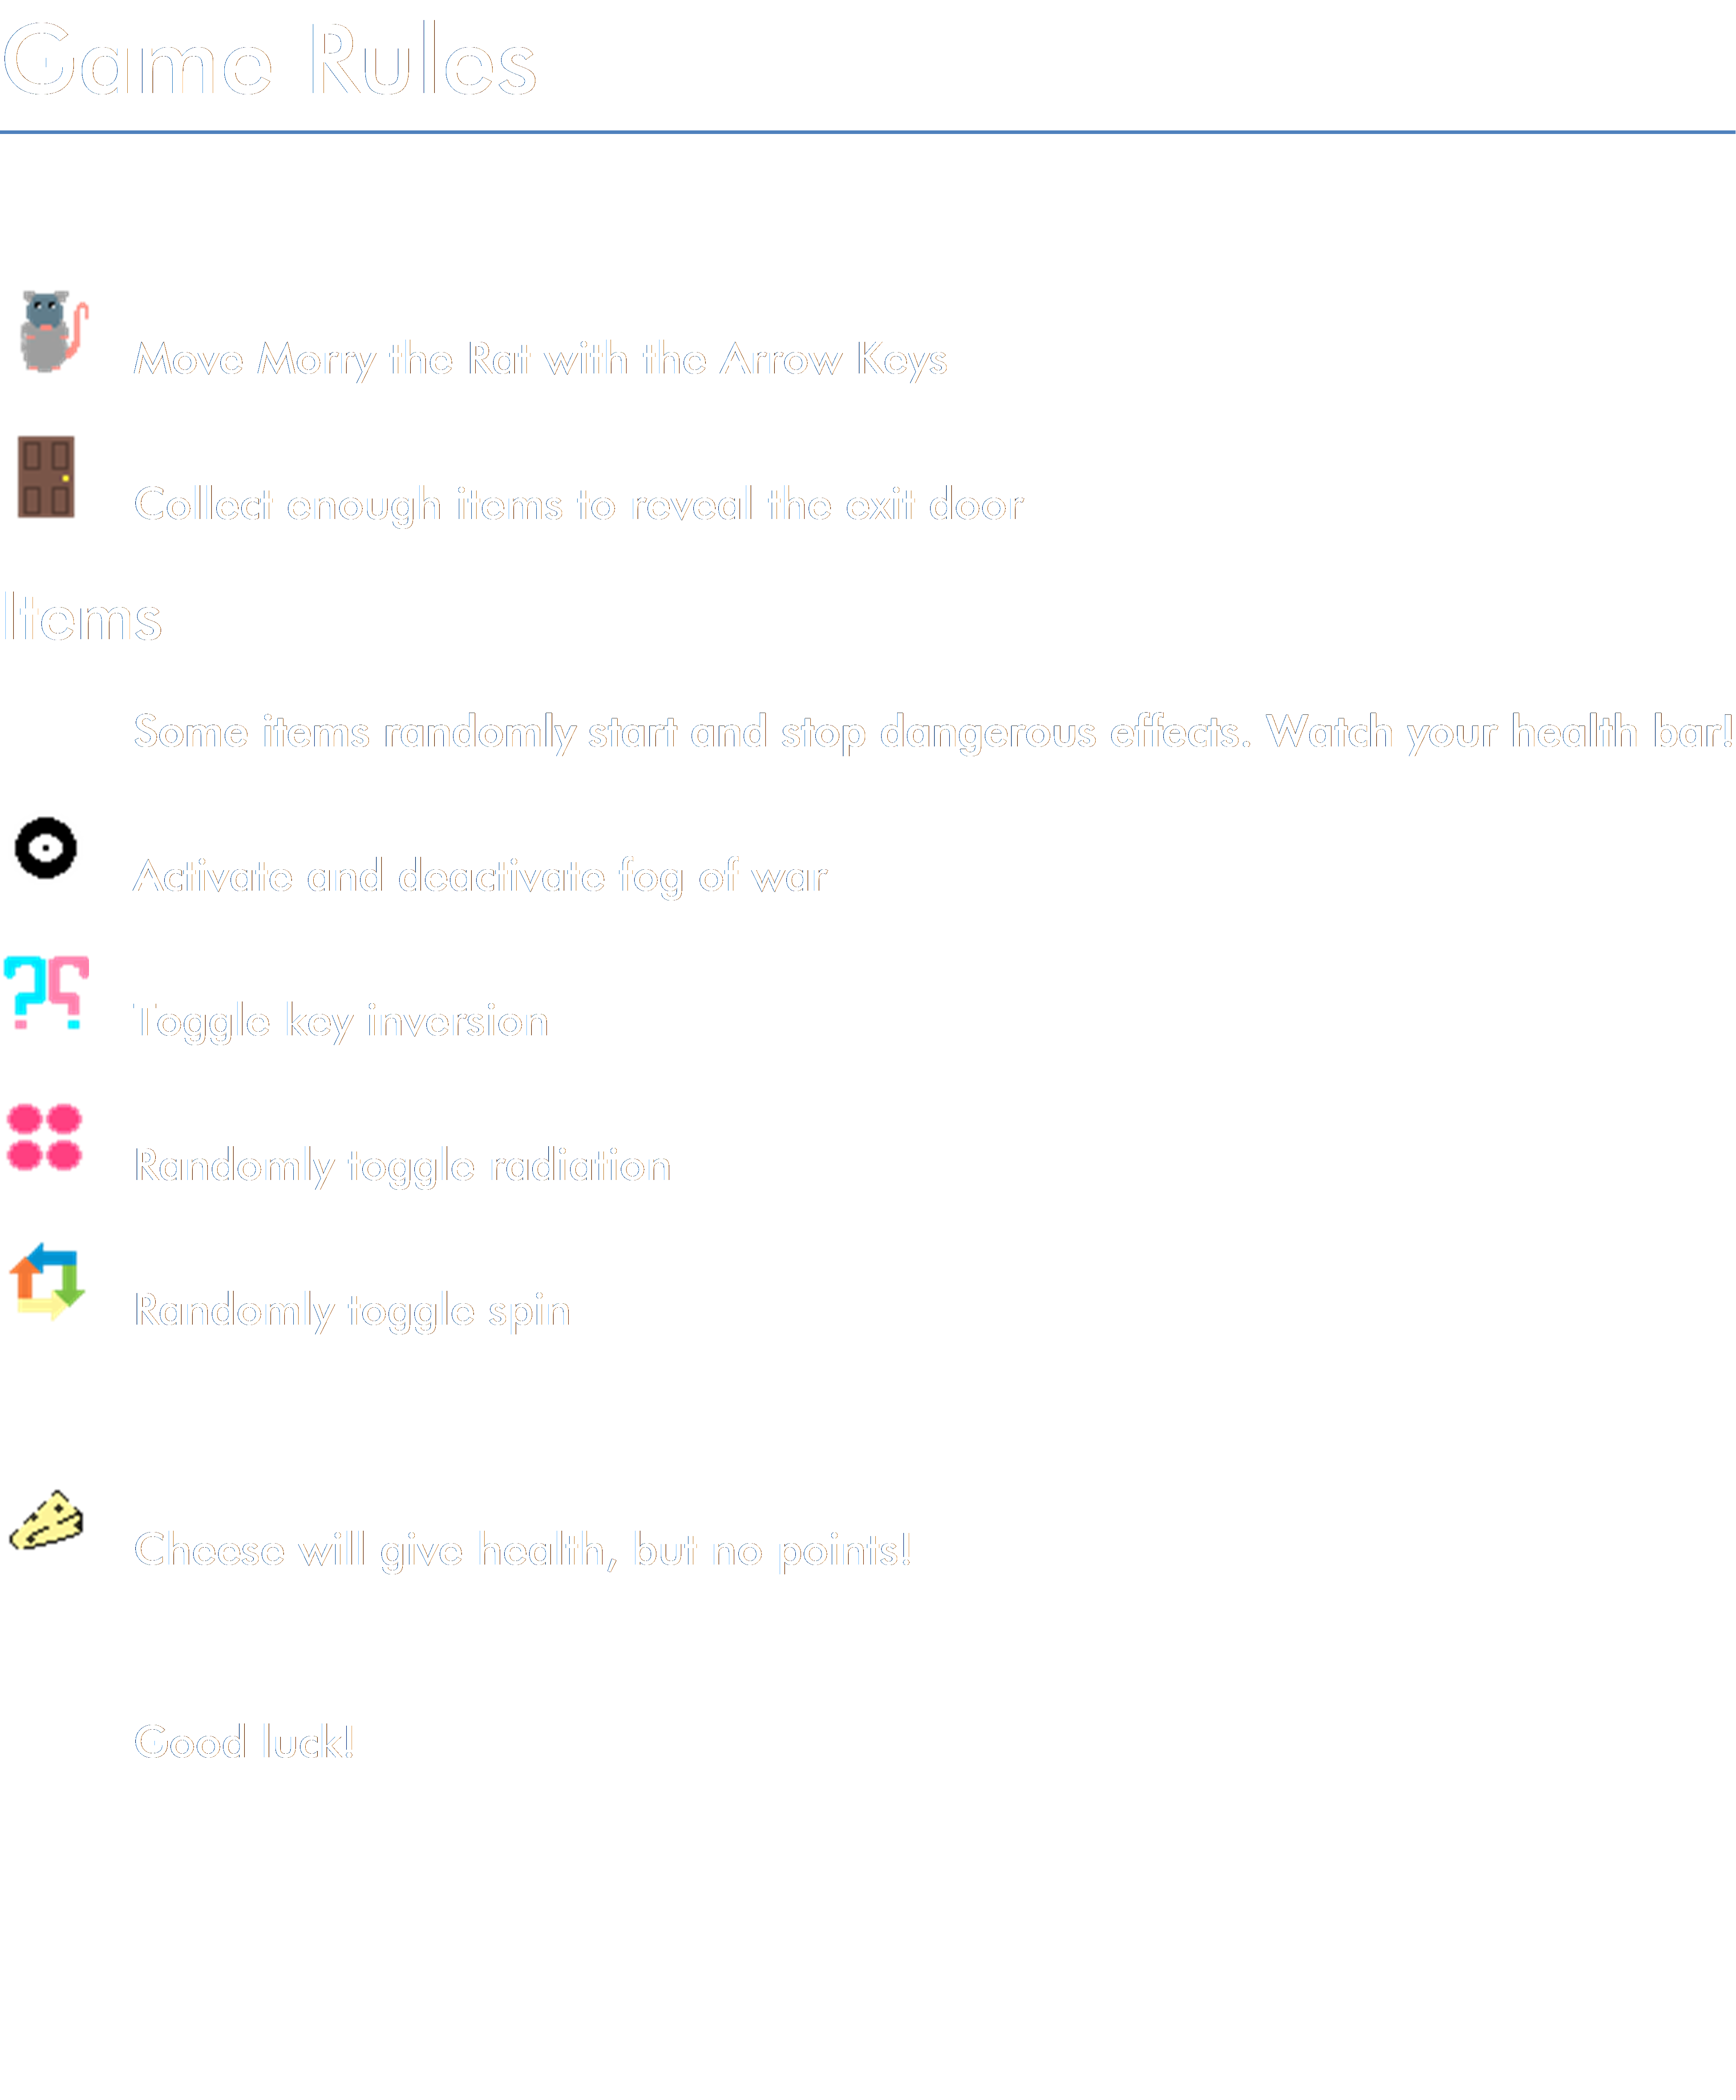 Game Rules
Move Morry the Rat with the Arrow Keys
Collect enough items to reveal the exit door
Items
Some items randomly start and stop dangerous effects. Watch your health bar!
Activate and deactivate fog of war
Toggle key inversion
Randomly toggle radiation
Randomly toggle spin
Cheese will give health, but no points!
Good luck!